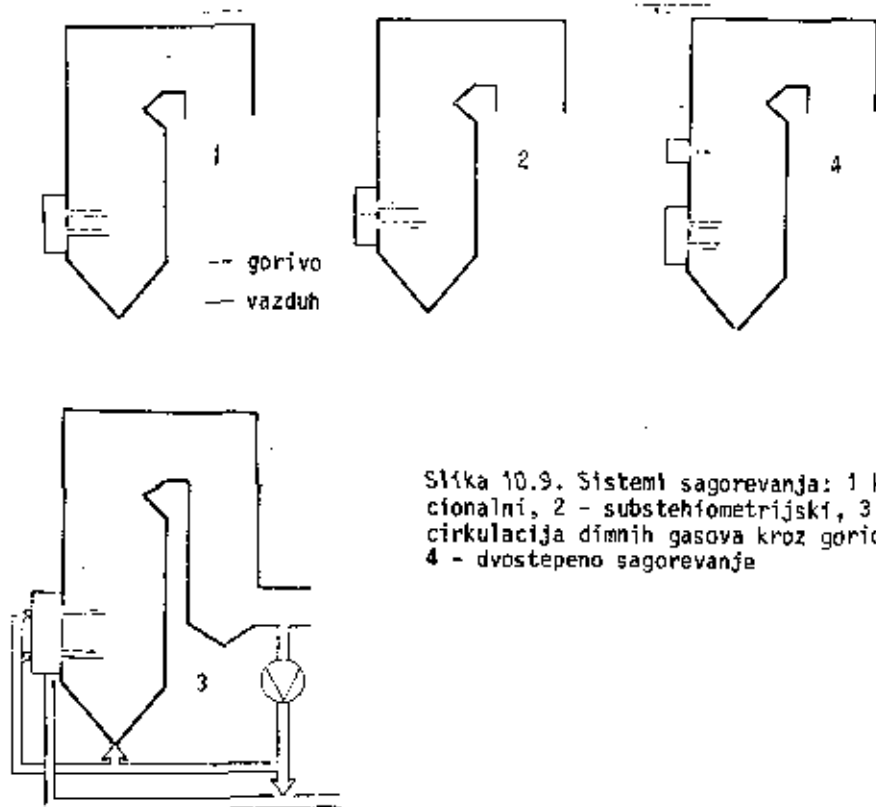 1
2
4
gorivo
vazduh
3
Slika 10.9. Sistemi sagorevanja: 1
cionalni, 2 - substehiometrijski, 3
cirkulacija dimnih gasova kroz
4 - dvostepeno sagorevanje